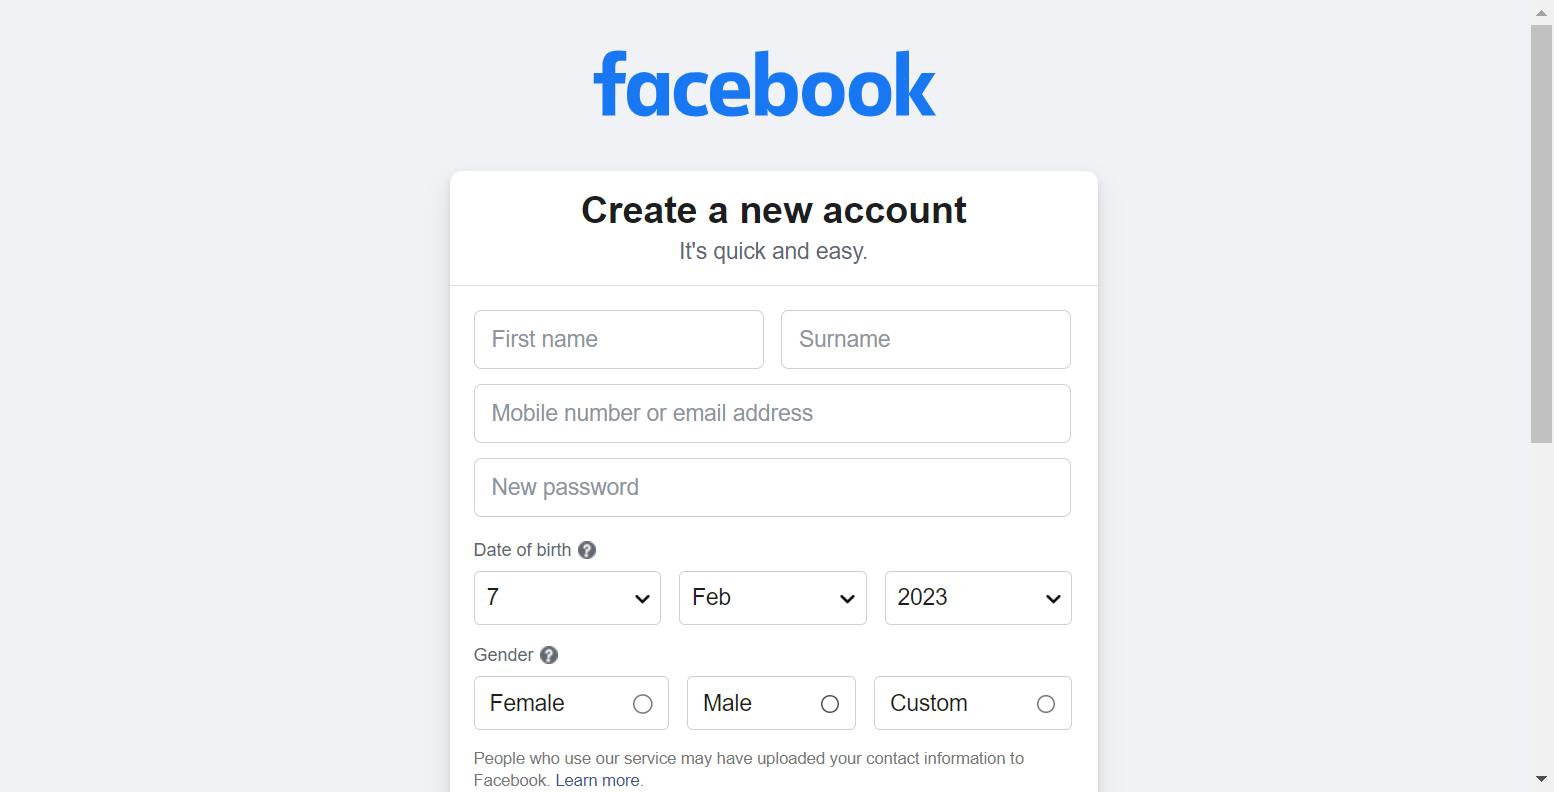 facebook
Create a new account
It's quick and easy.
First name Surname
Mobile number or email address
New password
Date of birth ?
7 Feb 2023
Gender ?
Female Male Custom
People who use our service may have uploaded your contact information to
Facebook. Learn more.